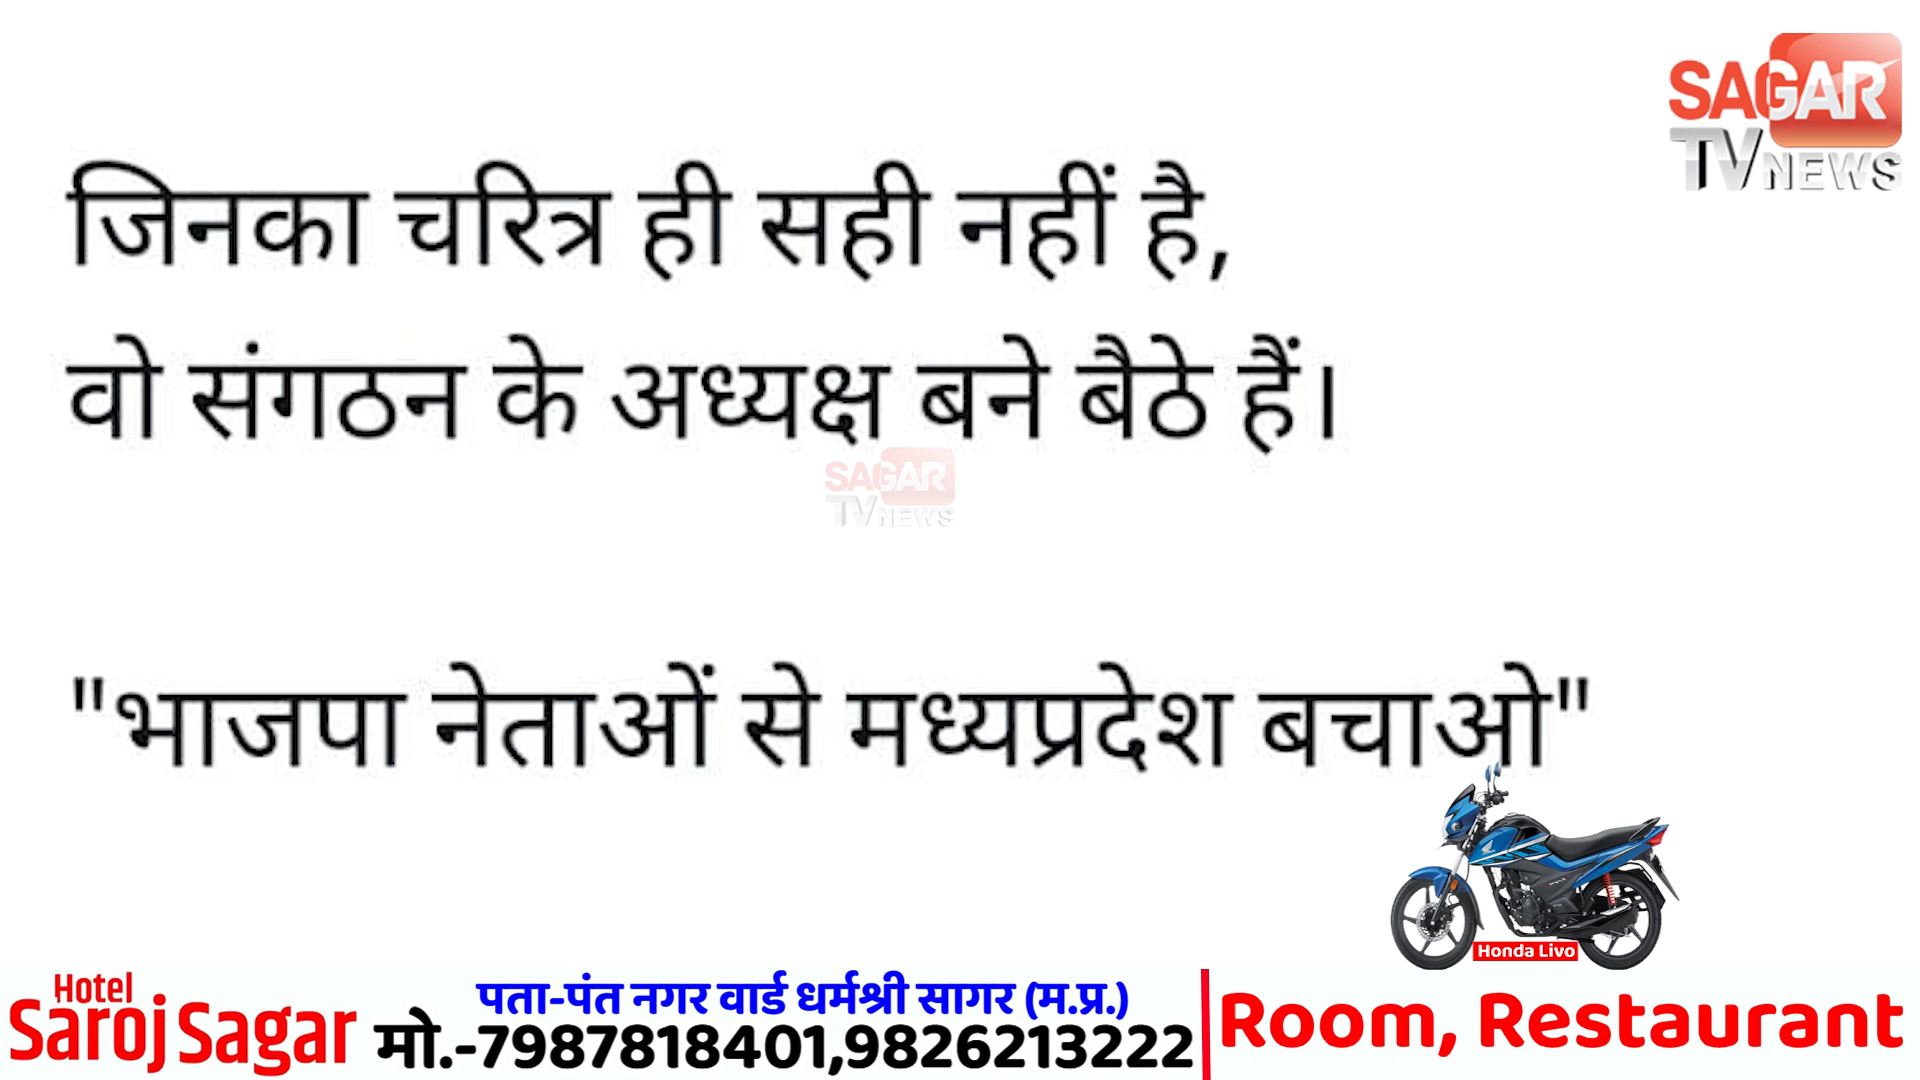 SAGAR
TV NEWS
जिनका चरित्र ही सही नहीं है,
वो संगठन के अध्यक्ष बने बैठे हैं।
SAGAR
TV NEWS
"भाजपा नेताओं से मध्यप्रदेश बचाओ"
Honda Livo
Hotel
Saroj Sagar
पता-पंत नगर वार्ड धर्मश्री सागर (म.प्र.)
मो.-7987818401,9826213222
Room, Restaurant